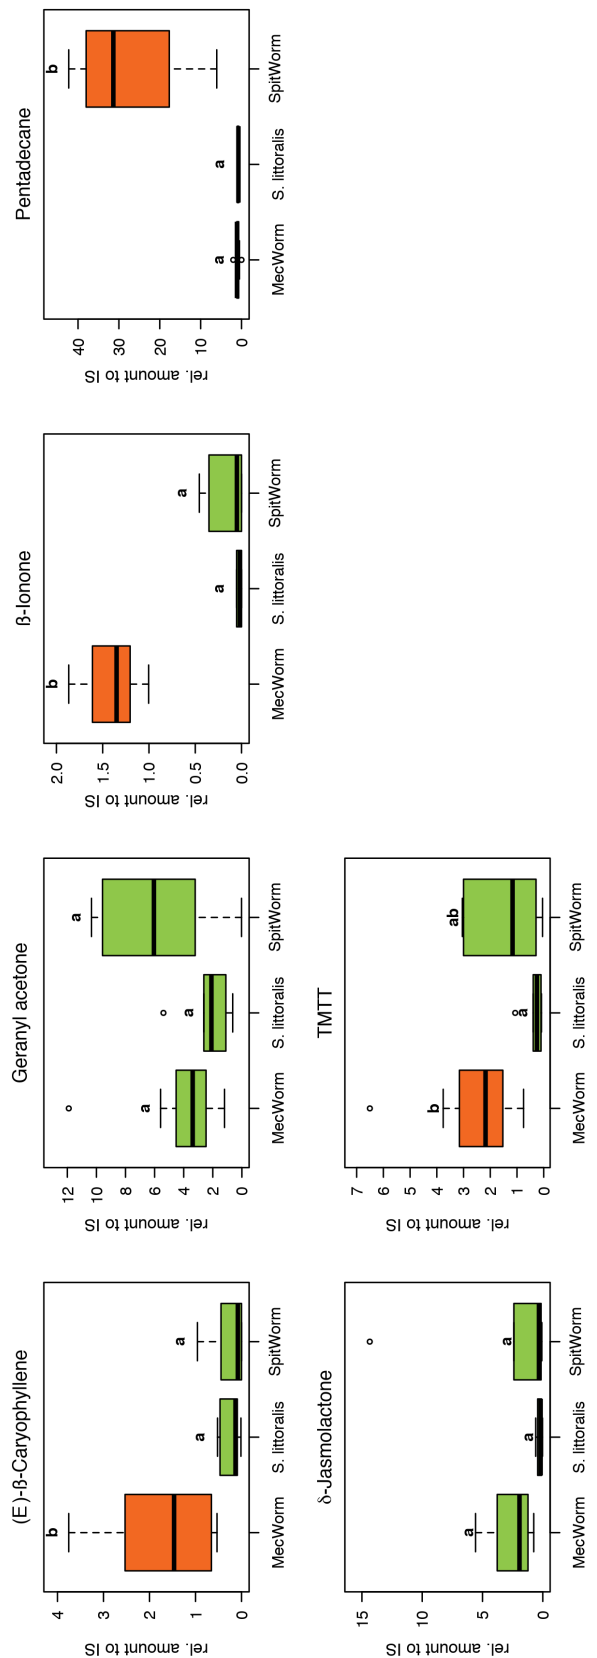 (E)-ß-Caryophyllene
rel. amount to IS
4
3
2
1
0
b
a
a
MecWorm
S. littoralis
SpitWorm
Geranyl acetone
rel. amount to IS
12
10
8
6
4
2
0
a
a
a
MecWorm
S. littoralis
SpitWorm
ß-Ionone
rel. amount to IS
2.0
1.5
1.0
0.5
0.0
b
a
a
MecWorm
S. littoralis
SpitWorm
Pentadecane
rel. amount to IS
40
30
20
10
0
a
a
b
MecWorm
S. littoralis
SpitWorm
δ-Jasmolactone
rel. amount to IS
15
10
5
0
a
a
a
MecWorm
S. littoralis
SpitWorm
TMTT
rel. amount to IS
7
6
5
4
3
2
1
0
b
a
ab
MecWorm
S. littoralis
SpitWorm